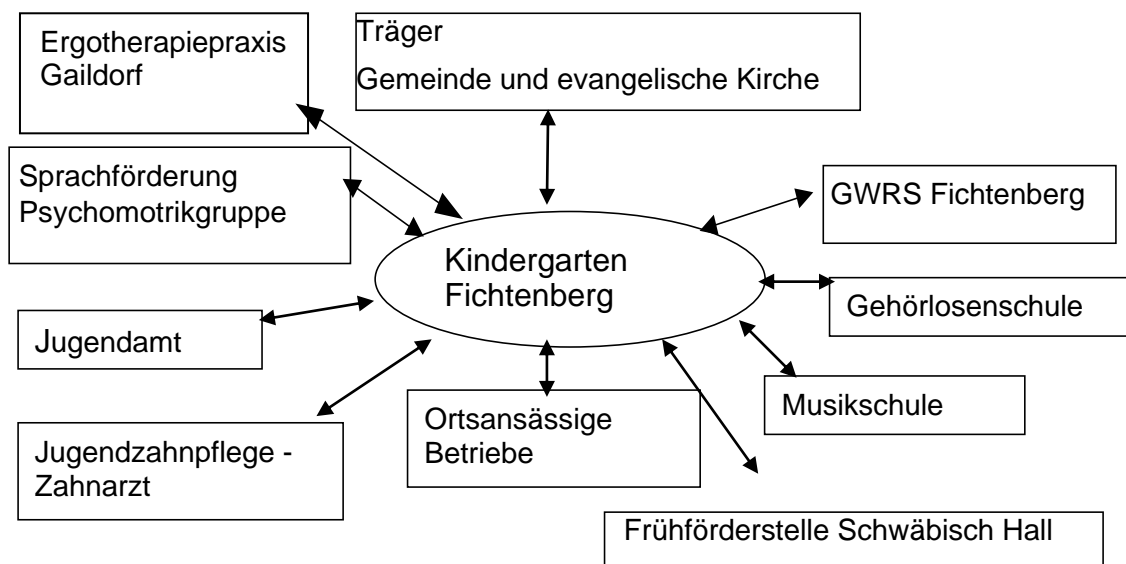 Ergotherapiepraxis
Gaildorf
Träger
Gemeinde und evangelische Kirche
Sprachförderung
Psychomotrikgruppe
GWRS Fichtenberg
Kindergarten
Fichtenberg
Gehörlosenschule
Jugendamt
Musikschule
Ortsansässige
Betriebe
Jugendzahnpflege -
Zahnarzt
Frühförderstelle Schwäbisch Hall